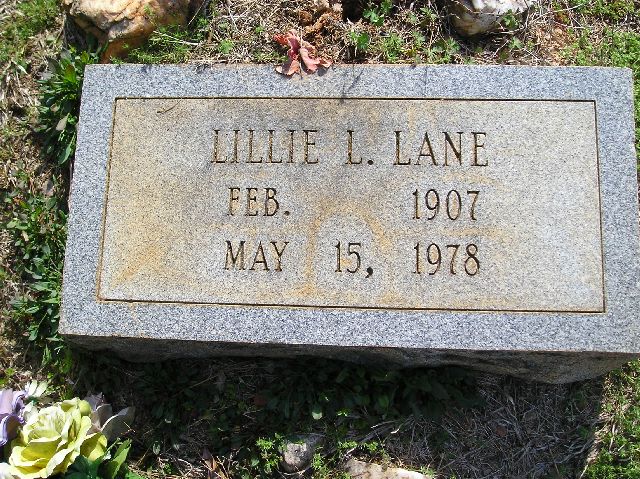 LILLIE L. LANE
FEB. 1907
MAY 15, 1978